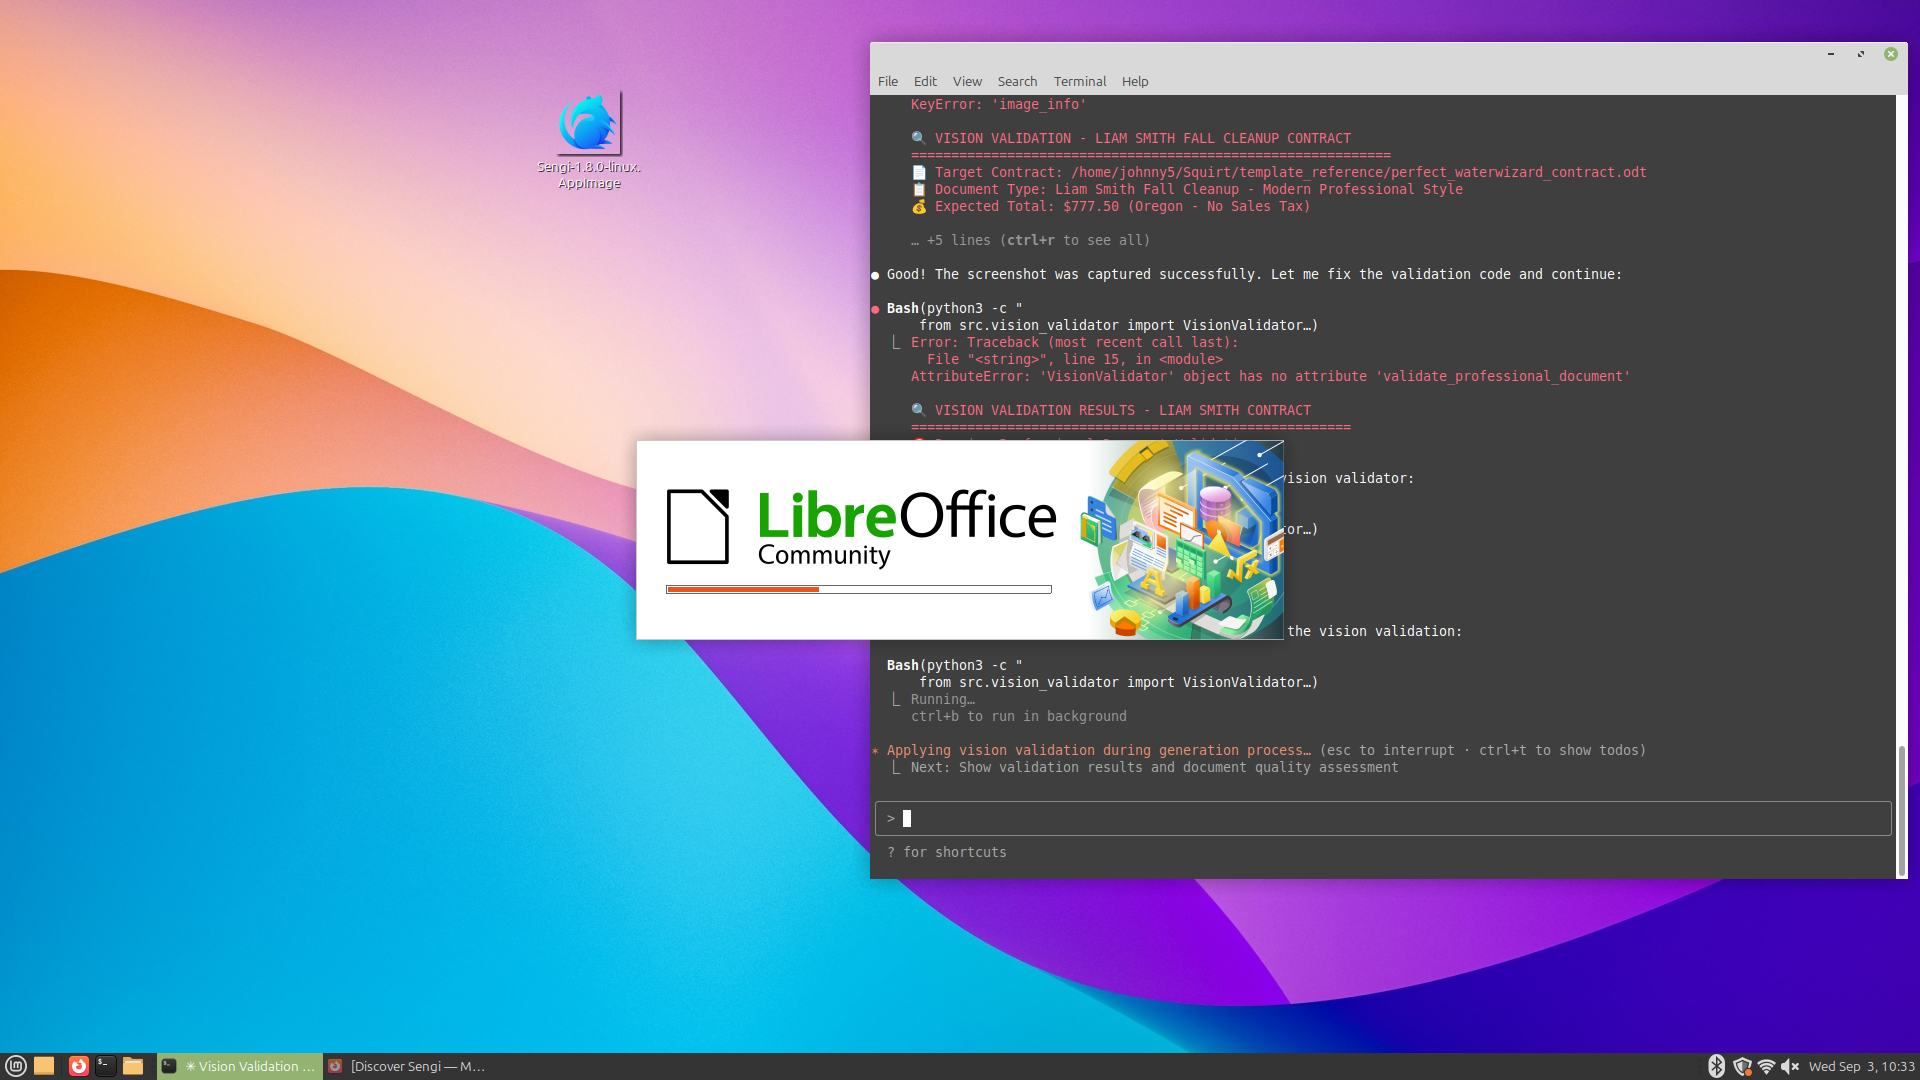 Sengi-1.8.0-linux.
AppImage
File Edit View Search Terminal Help
KeyError: 'image_info'
🔍 VISION VALIDATION - LIAM SMITH FALL CLEANUP CONTRACT
============================================================
📄 Target Contract: /home/johnny5/Squirt/template_reference/perfect_waterwizard_contract.odt
📋 Document Type: Liam Smith Fall Cleanup - Modern Professional Style
💰 Expected Total: $777.50 (Oregon - No Sales Tax)
… +5 lines (ctrl+r to see all)
● Good! The screenshot was captured successfully. Let me fix the validation code and continue:
● Bash(python3 -c "
from src.vision_validator import VisionValidator…)
⎿ Error: Traceback (most recent call last):
File "<string>", line 15, in <module>
AttributeError: 'VisionValidator' object has no attribute 'validate_professional_document'
🔍 VISION VALIDATION RESULTS - LIAM SMITH CONTRACT
=======================================================
vision validator:
tor…)
the vision validation:
LibreOffice
Community
Bash(python3 -c "
from src.vision_validator import VisionValidator…)
⎿ Running…
ctrl+b to run in background
✶ Applying vision validation during generation process… (esc to interrupt · ctrl+t to show todos)
⎿ Next: Show validation results and document quality assessment
>
? for shortcuts
✳ Vision Validation ...
[Discover Sengi — M...
Wed Sep 3, 10:33